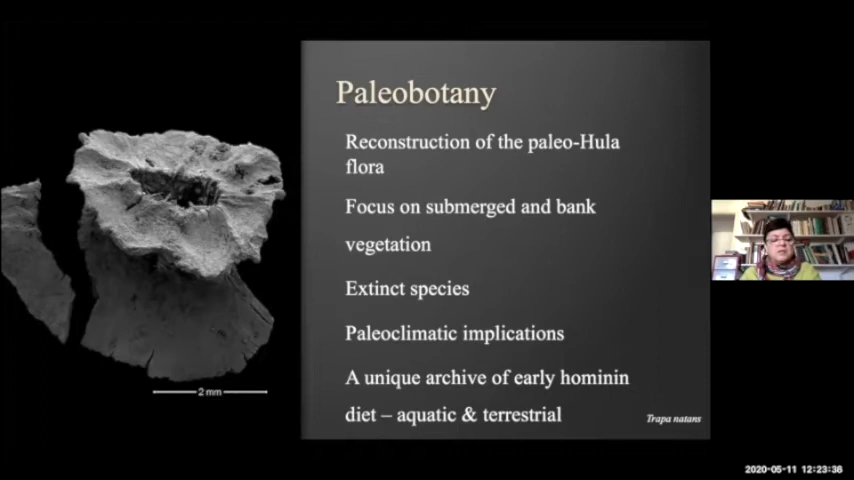 Paleobotany
Reconstruction of the paleo-Hula
flora
Focus on submerged and bank
vegetation
Extinct species
Paleoclimatic implications
A unique archive of early hominin
diet – aquatic & terrestrial
Trapa natans
2 mm
2020-05-11 12:23:36